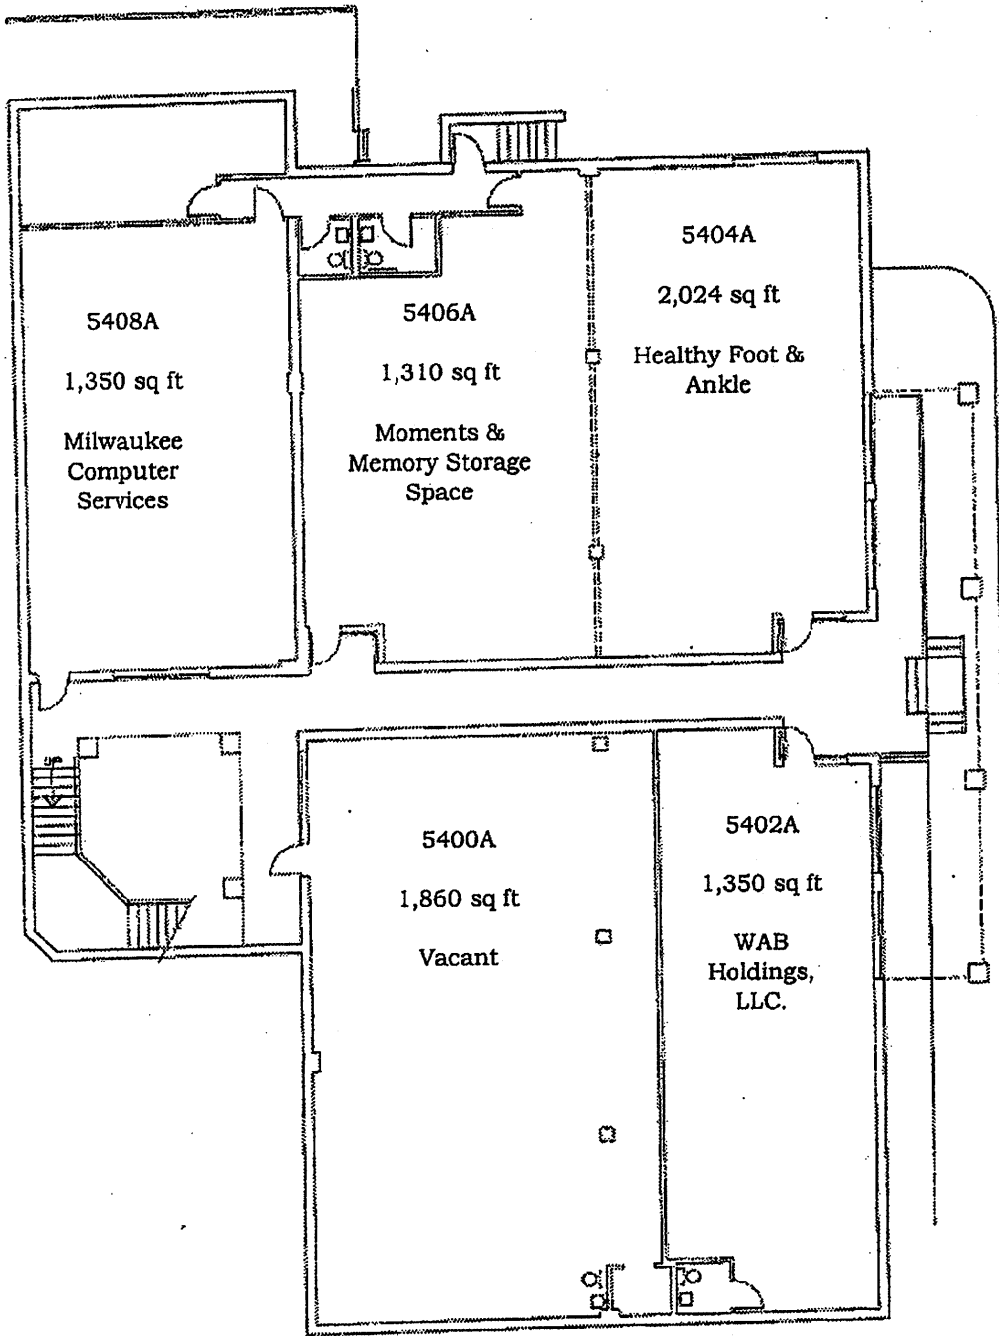 5408A
1,350 sq ft
Milwaukee
Computer
Services
5406A
1,310 sq ft
Moments &
Memory Storage
Space
5404A
2,024 sq ft
Healthy Foot &
Ankle
up
5400A
1,860 sq ft
Vacant
5402A
1,350 sq ft
WAB
Holdings,
LLC.